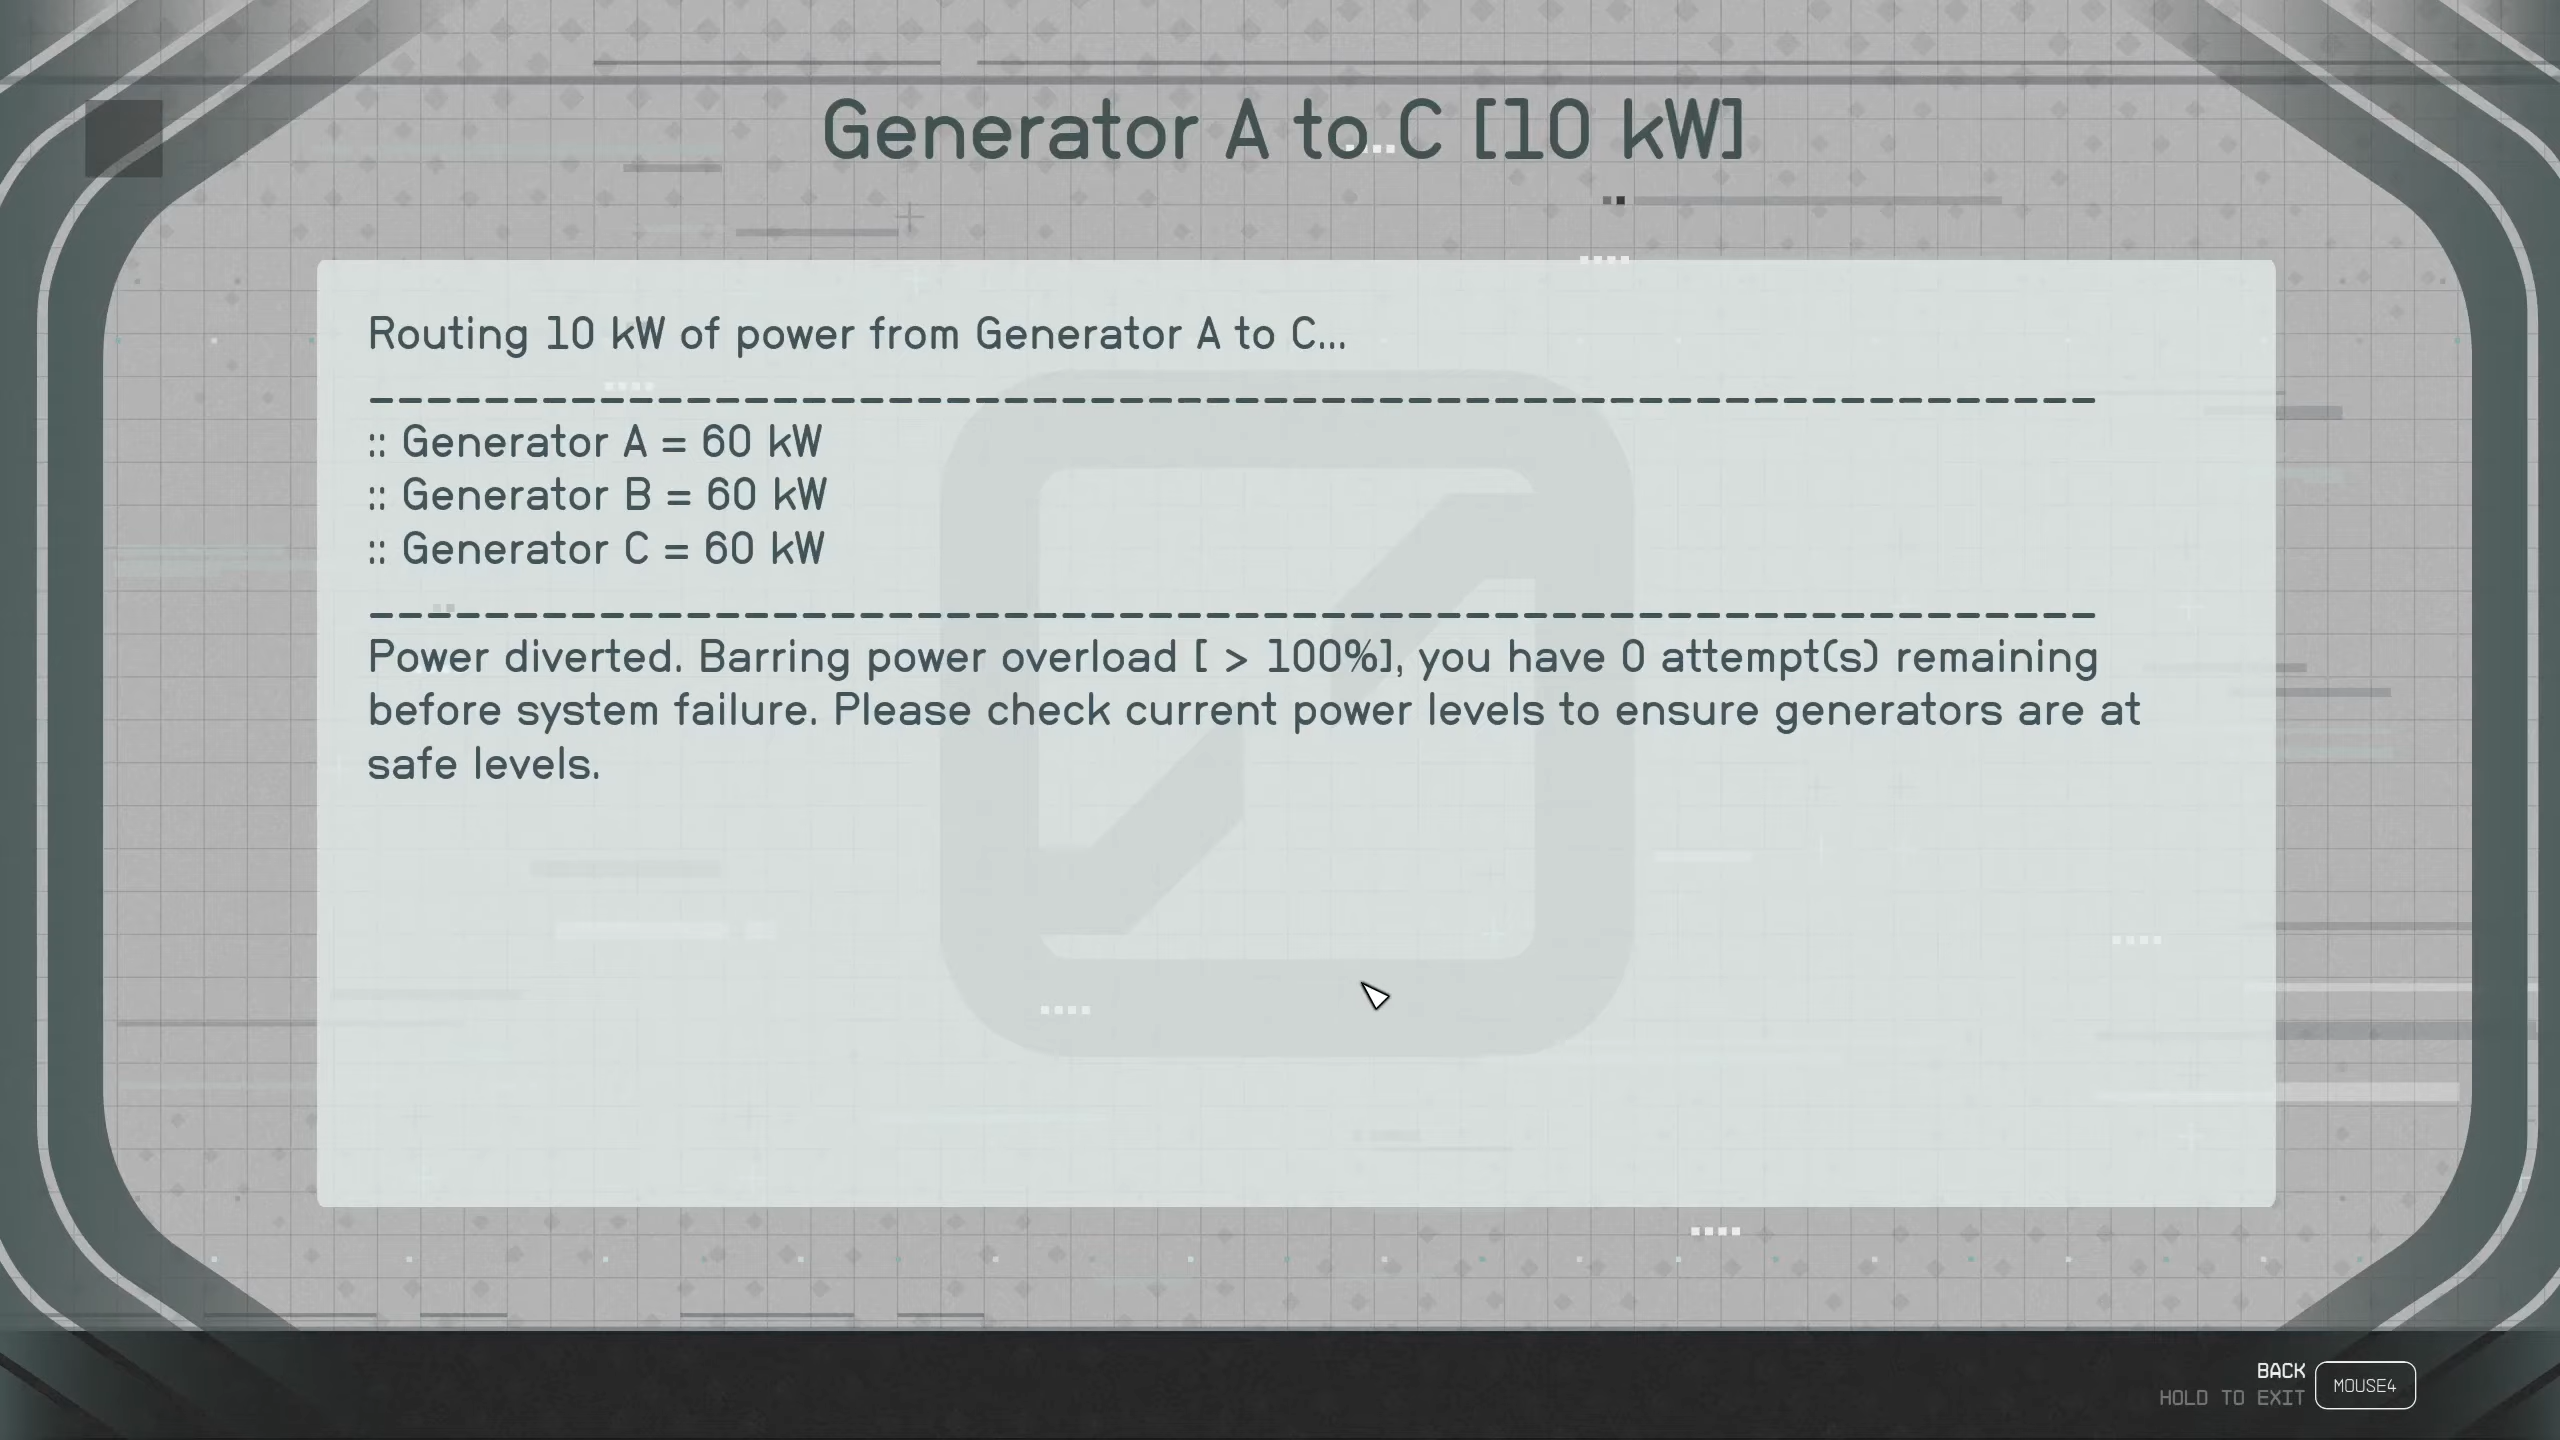 Generator A to C [10 kW]
Routing 10 kW of power from Generator A to C...
------------------------------------------------------------
:: Generator A = 60 kW
:: Generator B = 60 kW
:: Generator C = 60 kW
------------------------------------------------------------
Power diverted. Barring power overload [ > 100%], you have 0 attempt(s) remaining
before system failure. Please check current power levels to ensure generators are at
safe levels.
BACK
HOLD TO EXIT
MOUSE4